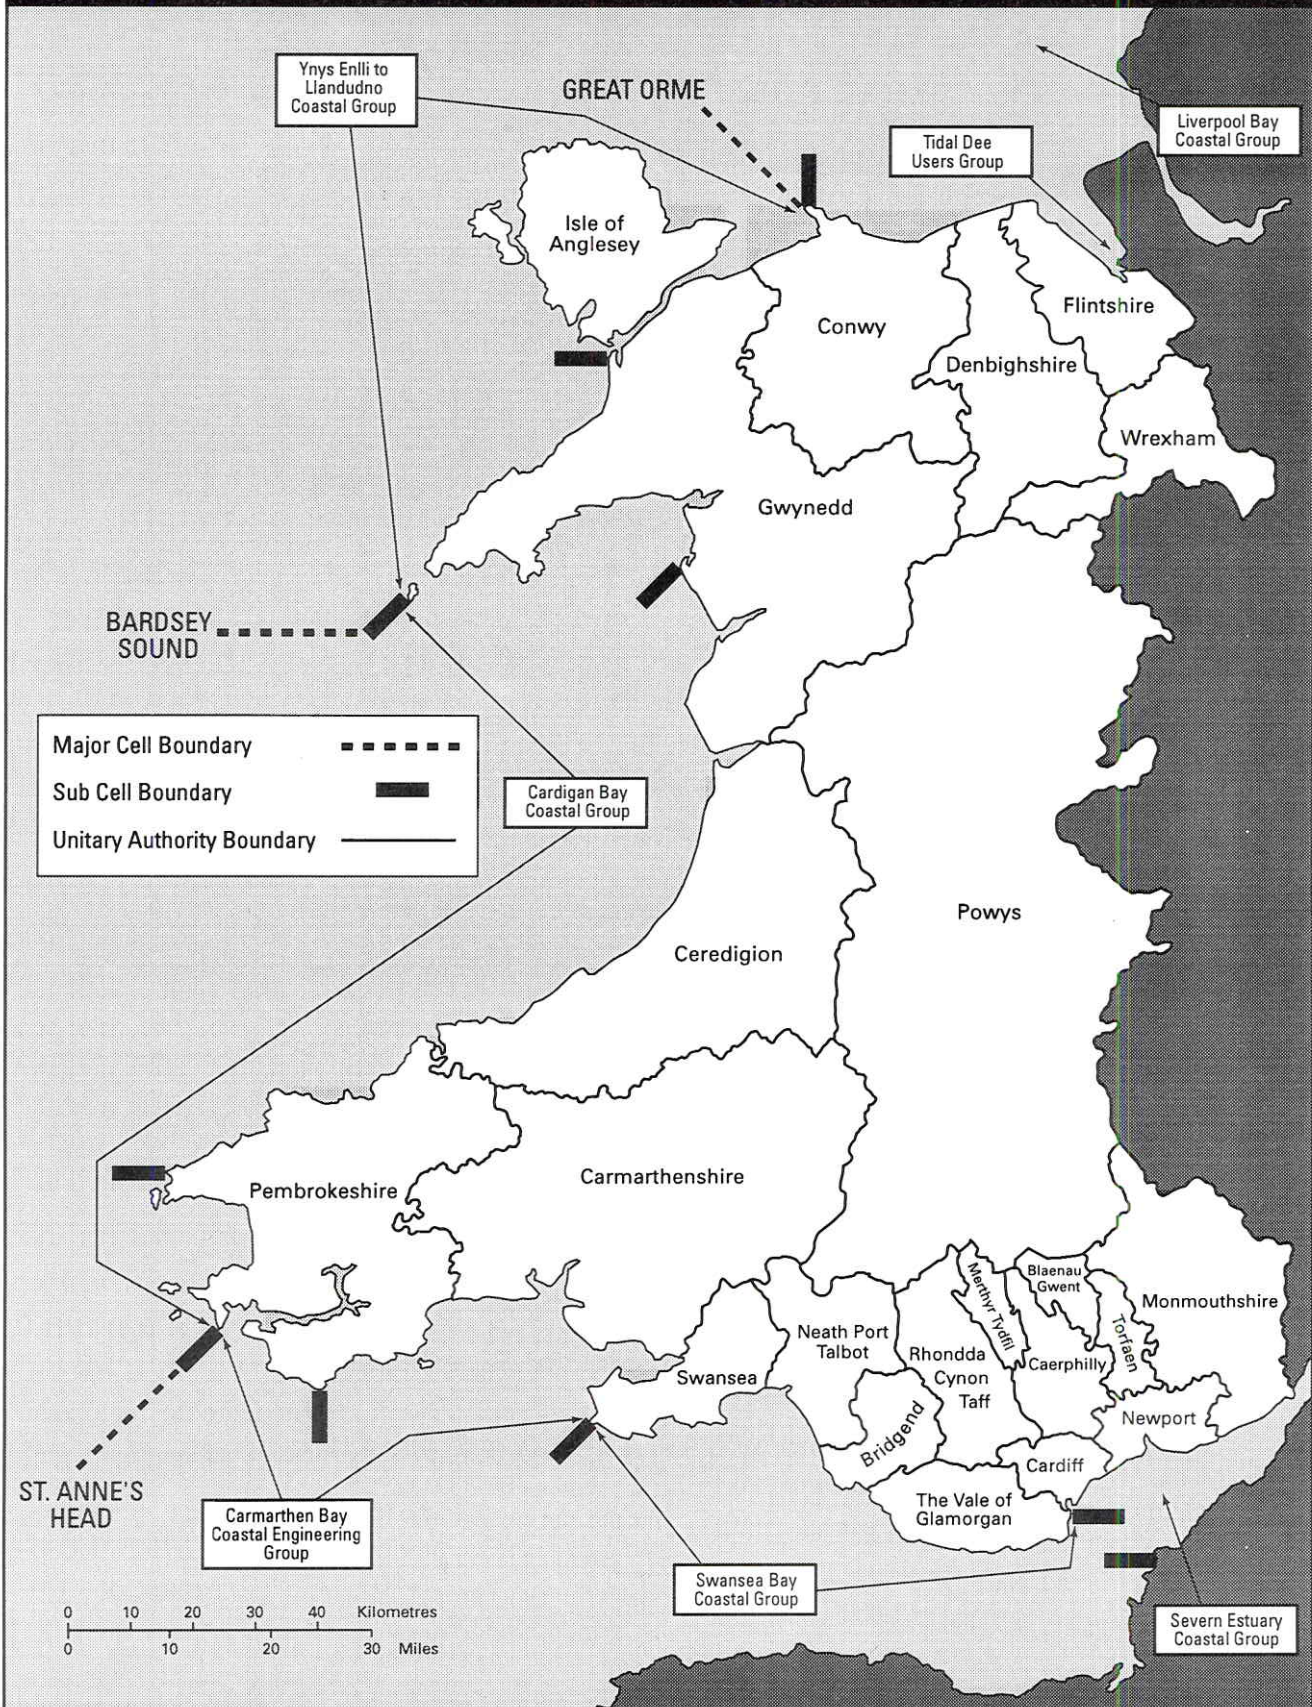 Ynys Enlli to
Llandudno
Coastal Group
GREAT ORME
Liverpool Bay
Coastal Group
Tidal Dee
Users Group
Isle of
Anglesey
Flintshire
Conwy
Denbighshire
Wrexham
Gwynedd
BARDSEY
SOUND
Major Cell Boundary
Sub Cell Boundary
Unitary Authority Boundary
Cardigan Bay
Coastal Group
Powys
Ceredigion
Carmarthenshire
Pembrokeshire
Blaenau
Gwent
Merthyr Tydfil
Monmouthshire
Torfaen
Neath Port
Talbot
Rhondda
Cynon
Taff
Caerphilly
Swansea
Newport
Bridgend
Cardiff
ST. ANNE'S
HEAD
The Vale of
Glamorgan
Carmarthen Bay
Coastal Engineering
Group
Swansea Bay
Coastal Group
Severn Estuary
Coastal Group
0 10 20 30 40 Kilometres
0 10 20 30 Miles